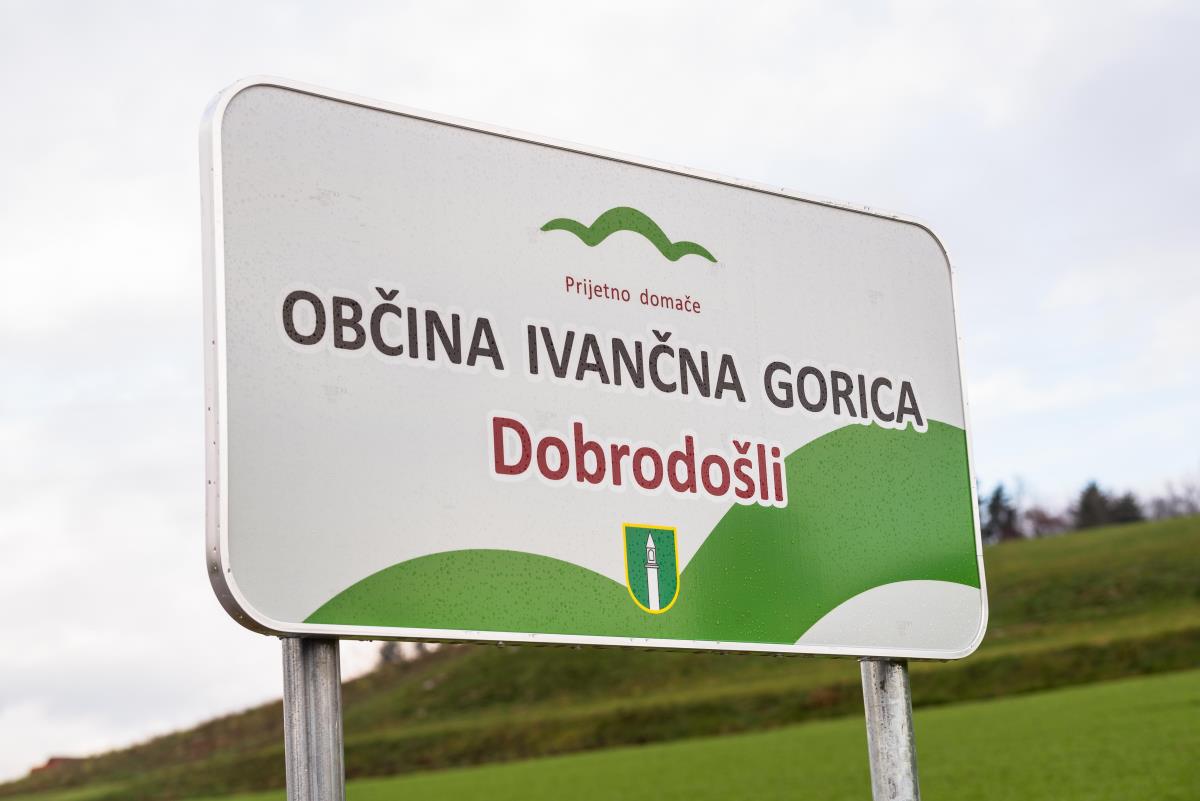 Prijetno domače
OBČINA IVANČNA GORICA
Dobrodošli